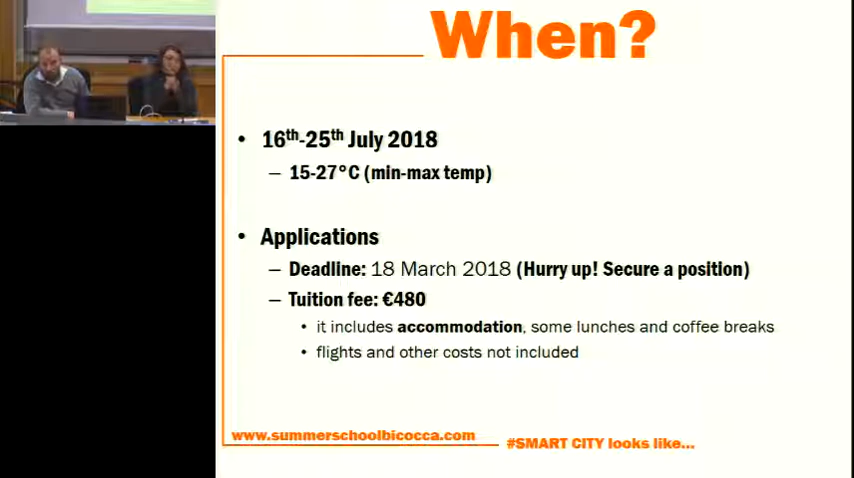 When?
• 16th-25th July 2018
– 15-27°C (min-max temp)
• Applications
– Deadline: 18 March 2018 (Hurry up! Secure a position)
– Tuition fee: €480
• it includes accommodation, some lunches and coffee breaks
• flights and other costs not included
www.summerschoolbicocca.com
#SMART CITY looks like...